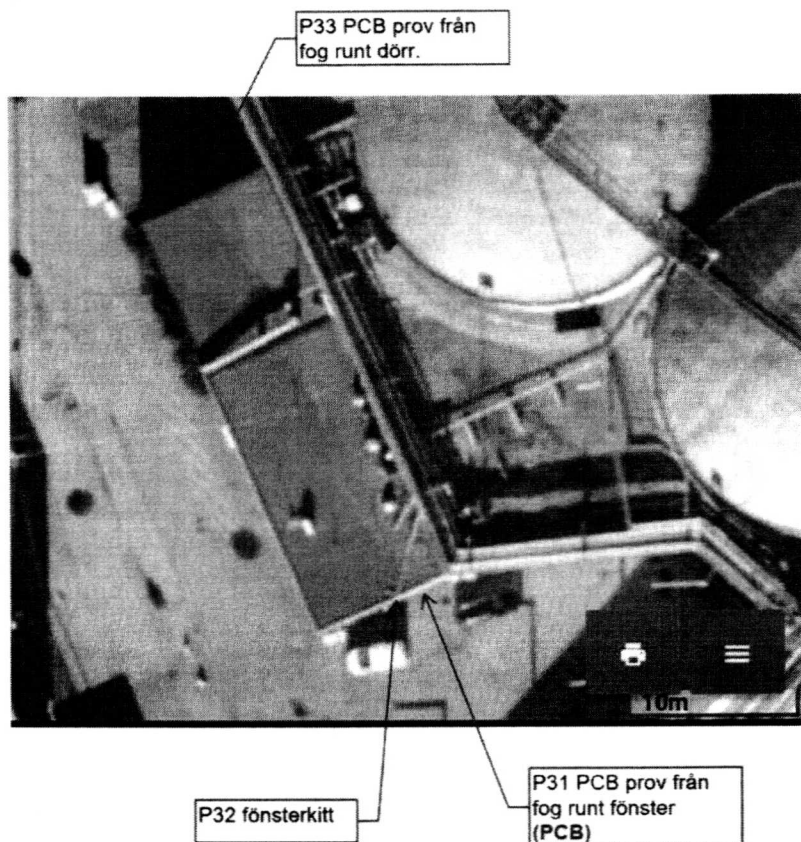 P33 PCB prov från
fog runt dörr.
10m
P32 fönsterkitt
P31 PCB prov från
fog runt fönster
(PCB)